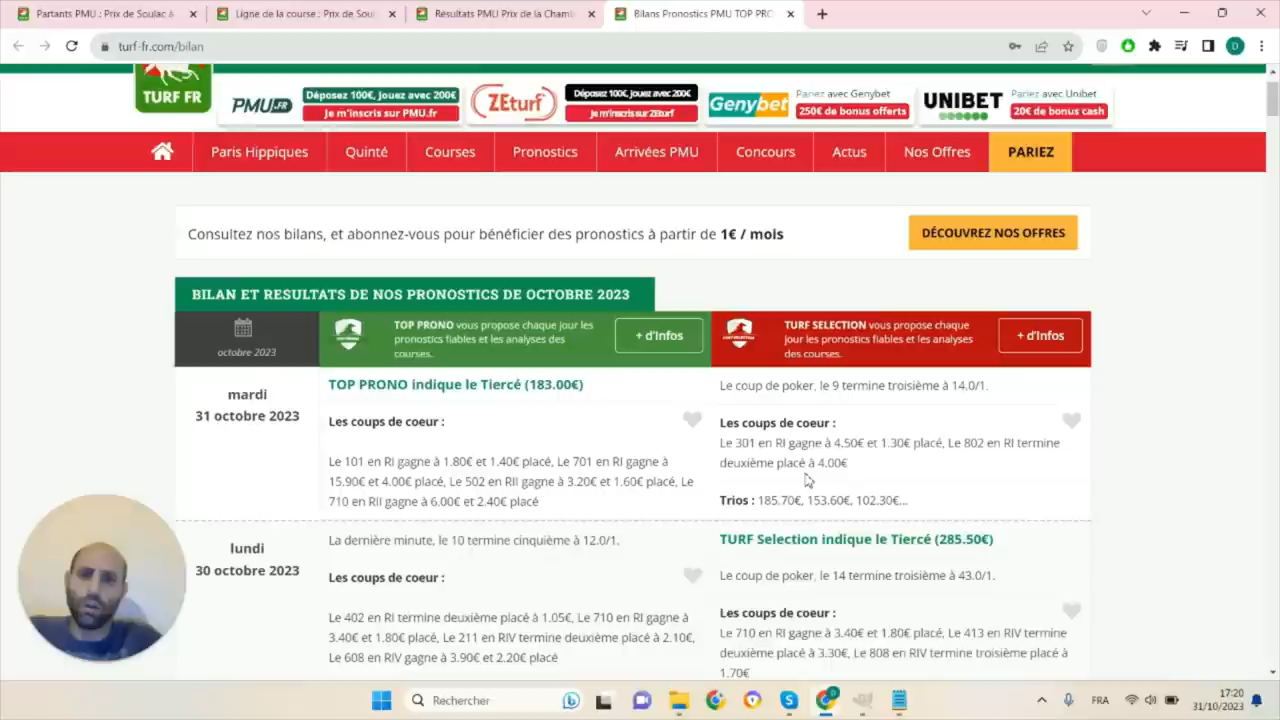 Partants PMU : Prix de Soulac à
Ligne de la course : Prix de Soul
Résultats PMU Prix de la Chamb
Bilans Pronostics PMU TOP PRO
turf-fr.com/bilan
D
TURF FR
PMU.FR
Déposez 100€, Jouez avec 200€
Je m'inscris sur PMU.fr
ZEturf
Déposez 100€, Jouez avec 200€
Je m'inscris sur ZEturf
Genybet
Pariez avec Genybet
250€ de bonus offerts
UNIBET
Pariez avec Unibet
20€ de bonus cash
Paris Hippiques
Quinté
Courses
Pronostics
Arrivées PMU
Concours
Actus
Nos Offres
PARIEZ
Consultez nos bilans, et abonnez-vous pour bénéficier des pronostics à partir de 1€ / mois
DÉCOUVREZ NOS OFFRES
BILAN ET RESULTATS DE NOS PRONOSTICS DE OCTOBRE 2023
octobre 2023
TOP PRONO vous propose chaque jour les
pronostics fiables et les analyses des
courses.
+ d'Infos
TURF SELECTION vous propose chaque
jour les pronostics fiables et les analyses
des courses.
+ d'Infos
mardi
31 octobre 2023
TOP PRONO indique le Tiercé (183.00€)
Les coups de coeur :
Le 101 en RI gagne à 1.80€ et 1.40€ placé, Le 701 en RI gagne à
15.90€ et 4.00€ placé, Le 502 en RII gagne à 3.20€ et 1.60€ placé, Le
710 en RII gagne à 6.00€ et 2.40€ placé
Le coup de poker, le 9 termine troisième à 14.0/1.
Les coups de coeur :
Le 301 en RI gagne à 4.50€ et 1.30€ placé, Le 802 en RI termine
deuxième placé à 4.00€
Trios : 185.70€, 153.60€, 102.30€...
lundi
30 octobre 2023
La dernière minute, le 10 termine cinquième à 12.0/1.
Les coups de coeur :
Le 402 en RI termine deuxième placé à 1.05€, Le 710 en RI gagne à
3.40€ et 1.80€ placé, Le 211 en RIV termine deuxième placé à 2.10€,
Le 608 en RIV gagne à 3.90€ et 2.20€ placé
TURF Selection indique le Tiercé (285.50€)
Le coup de poker, le 14 termine troisième à 43.0/1.
Les coups de coeur :
Le 710 en RI gagne à 3.40€ et 1.80€ placé, Le 413 en RIV termine
deuxième placé à 3.30€, Le 808 en RIV termine troisième placé à
1.70€
Rechercher
FRA
17:20
31/10/2023